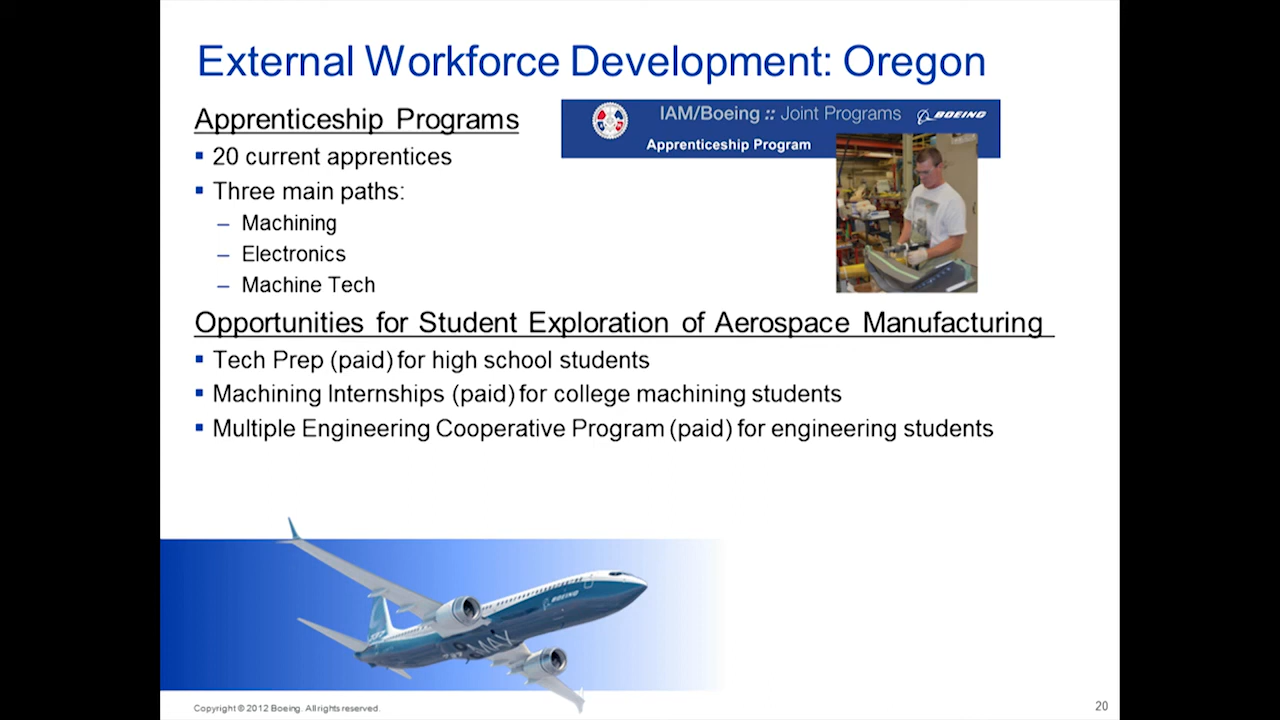 External Workforce Development: Oregon
Apprenticeship Programs
IAM/Boeing :: Joint Programs
BOEING
Apprenticeship Program
▪ 20 current apprentices
▪ Three main paths:
– Machining
– Electronics
– Machine Tech
Opportunities for Student Exploration of Aerospace Manufacturing
▪ Tech Prep (paid) for high school students
▪ Machining Internships (paid) for college machining students
▪ Multiple Engineering Cooperative Program (paid) for engineering students
BOEING
737 MAX
Copyright © 2012 Boeing. All rights reserved.
20